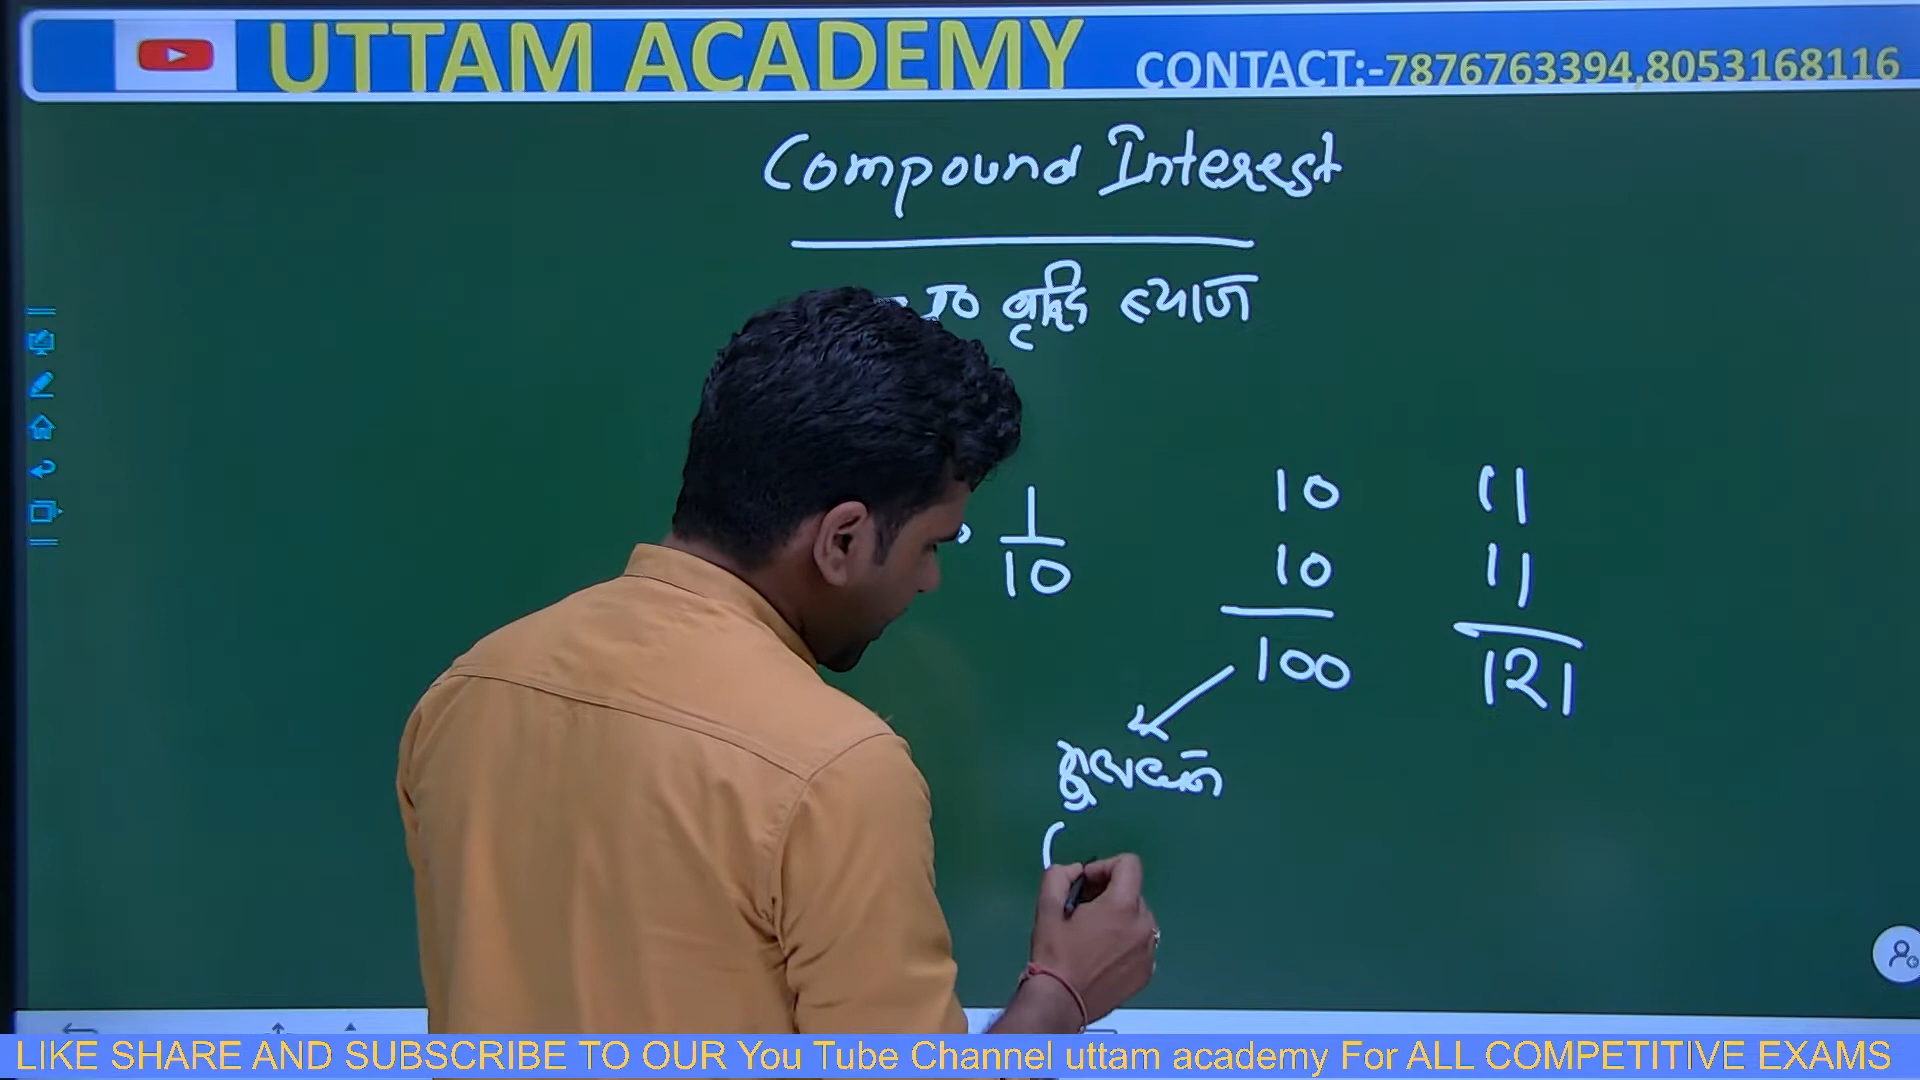 UTTAM ACADEMY
CONTACT:-7876763394,8053168116
Compound Interest
वृद्धि ब्याज
1
10
10 11
10 11
100 121
मूलधन
(
LIKE SHARE AND SUBSCRIBE TO OUR You Tube Channel uttam academy For ALL COMPETITIVE EXAMS